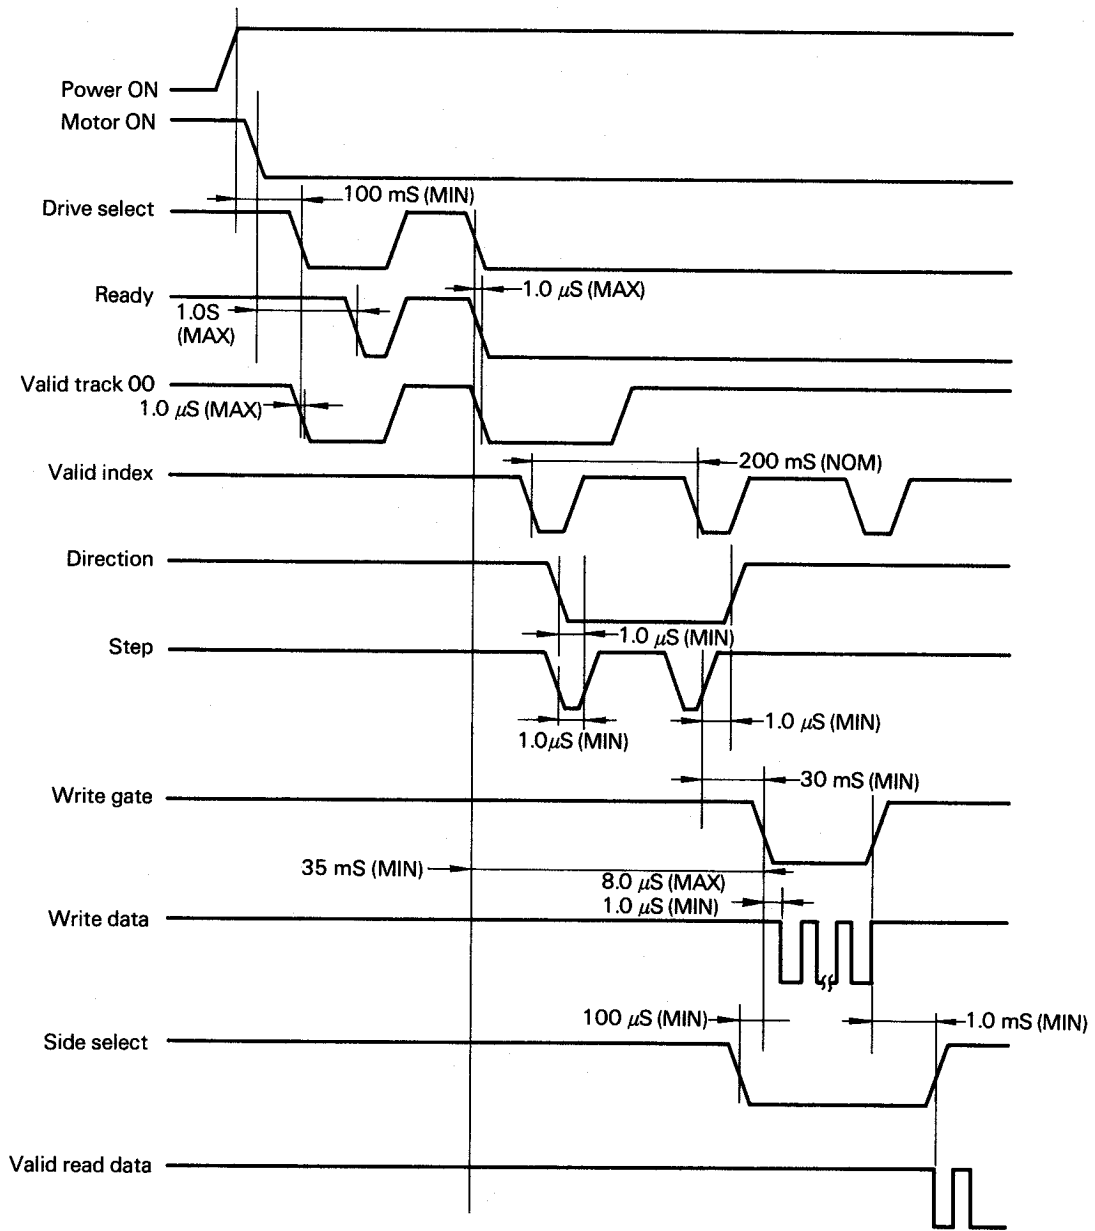 Power ON
Motor ON
100 mS (MIN)
Drive select
1.0 µS (MAX)
Ready
1.0S
(MAX)
Valid track 00
1.0 µS (MAX)
200 mS (NOM)
Valid index
Direction
1.0 µS (MIN)
Step
1.0 µS (MIN)
1.0µS (MIN)
30 mS (MIN)
Write gate
35 mS (MIN)
8.0 µS (MAX)
1.0 µS (MIN)
Write data
100 µS (MIN)
1.0 mS (MIN)
Side select
Valid read data